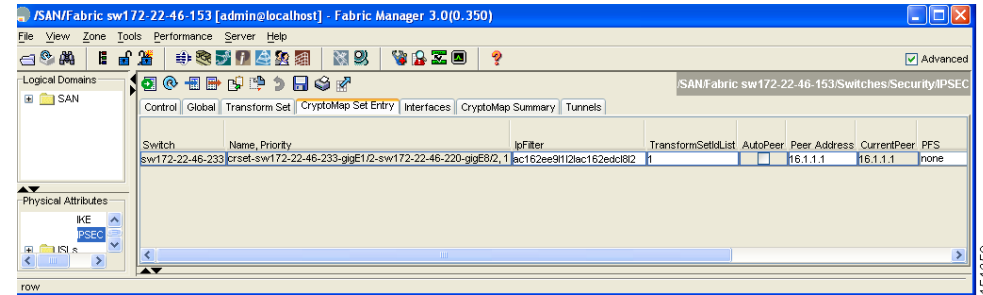 /SAN/Fabric sw172-22-46-153 [admin@localhost] - Fabric Manager 3.0(0.350)
File View Zone Tools Performance Server Help
Advanced
Logical Domains
SAN
/SAN/Fabric sw172-22-46-153/Switches/Security/IPSEC
Control Global Transform Set CryptoMap Set Entry Interfaces CryptoMap Summary Tunnels
Switch Name, Priority IpFilter TransformSetIdList AutoPeer Peer Address CurrentPeer PFS
sw172-22-46-233 crset-sw172-22-46-233-gigE1/2-sw172-22-46-220-gigE8/2, 1 1 16.1.1.1 16.1.1.1 none
Physical Attributes
IKE
IPSEC
ISLs
row